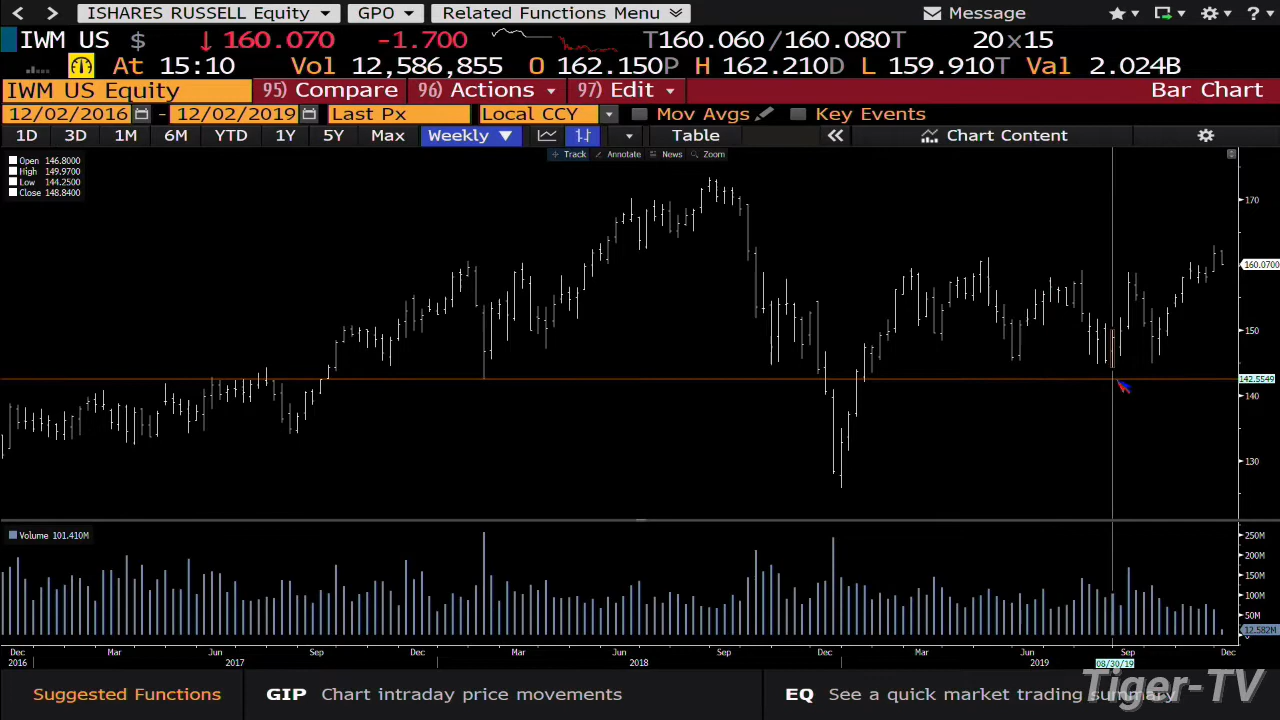 ISHARES RUSSELL Equity GPO Related Functions Menu Message ?
IWM US $ ↓160.070 -1.700 T160.060/160.080T 20x15
At 15:10 Vol 12,586,855 O 162.150P H 162.210D L 159.910T Val 2.024B
IWM US Equity 95) Compare 96) Actions 97) Edit Bar Chart
12/02/2016 - 12/02/2019 Last Px Local CCY Mov Avgs Key Events
1D 3D 1M 6M YTD 1Y 5Y Max Weekly ▼ Table « Chart Content
Track Annotate News Zoom
Open 146.8000
High 149.9700
Low 144.2500
Close 148.8400
170
160.0700
150
142.5549
140
130
Volume 101.410M
250M
200M
150M
100M
50M
12.582M
0
Dec Mar Jun Sep Dec Mar Jun Sep Dec Mar Jun Sep Dec
2016 2017 2018 2019 08/30/19
Suggested Functions GIP Chart intraday price movements EQ See a quick market trading summary
Tiger-TV